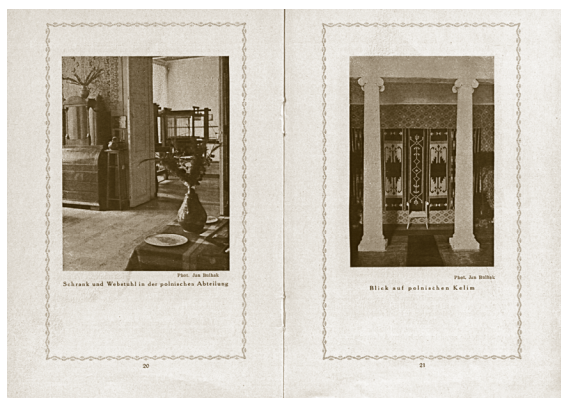 Phot. Jan Bulhak
Schrank und Webstuhl in der polnischen Abteilung
20
Phot. Jan Bulhak
Blick auf polnischen Kelim
21